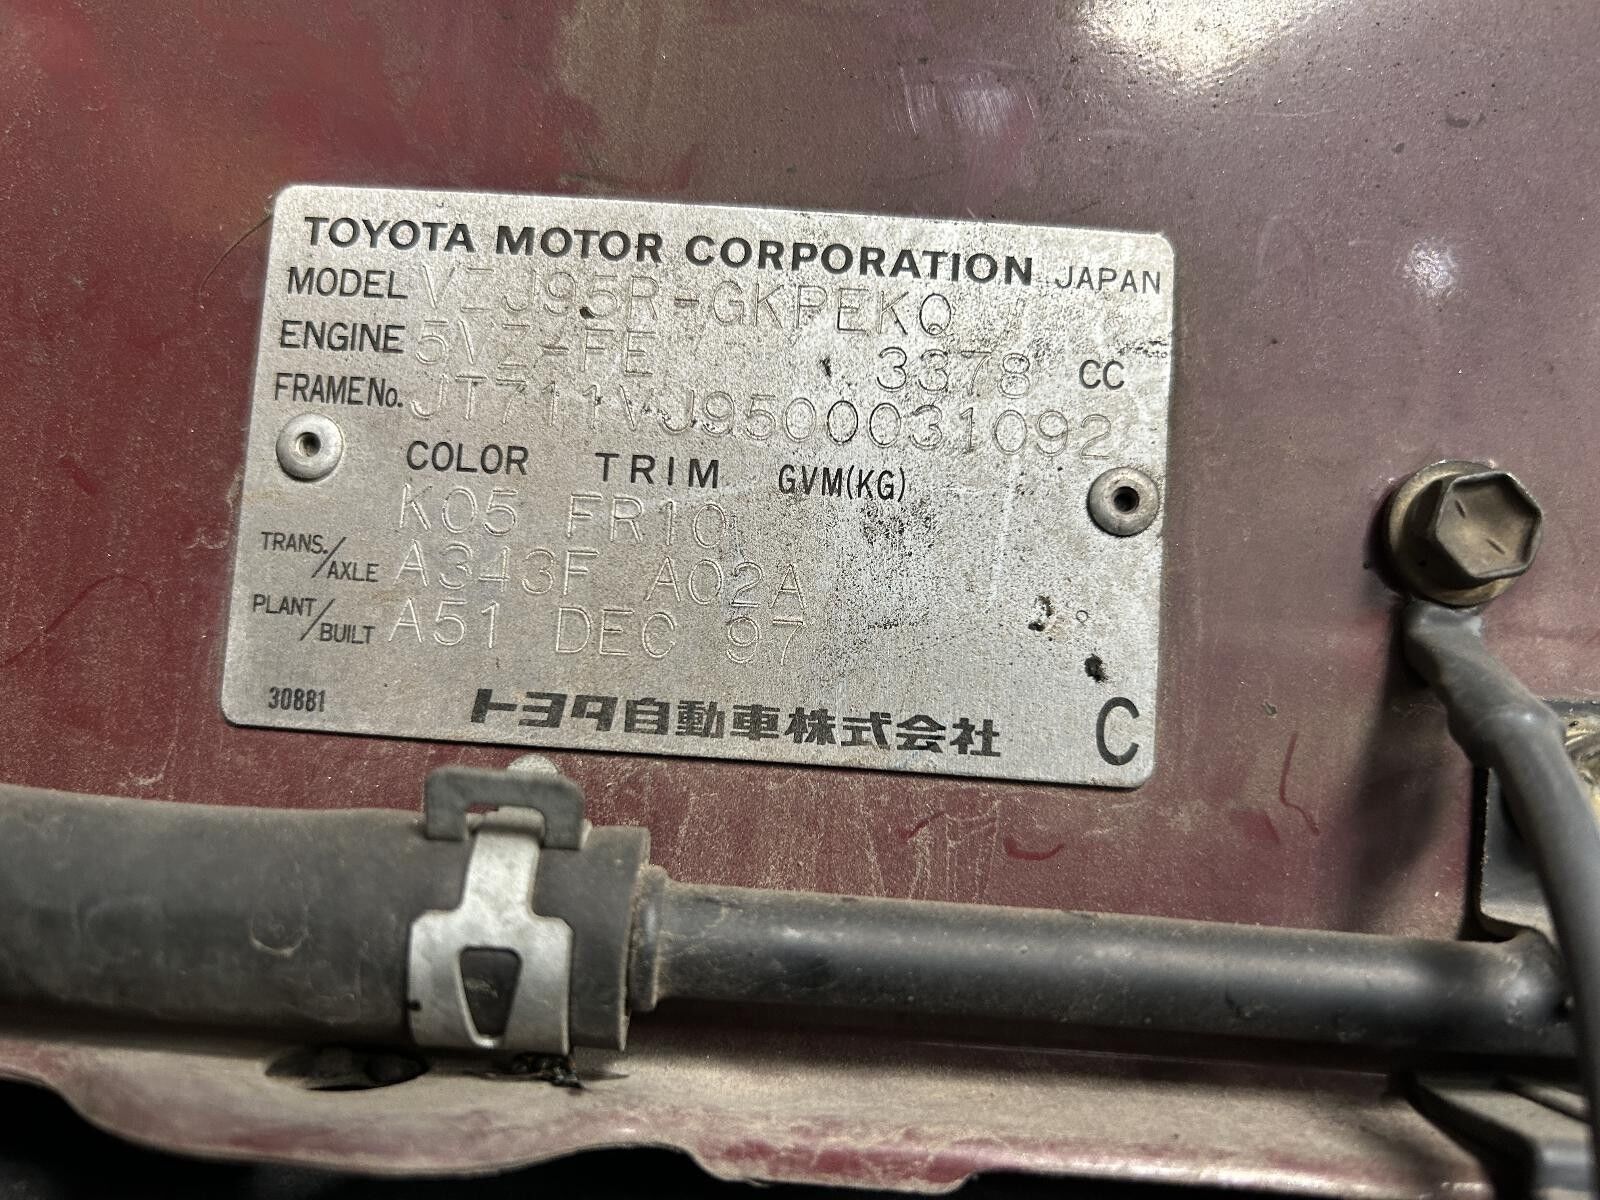 TOYOTA MOTOR CORPORATION JAPAN
MODEL VZJ95R-GKPEKQ
ENGINE 5VZ-FE 3378 CC
FRAME No. JT711VJ9500031092
COLOR TRIM GVM(KG)
K05 FR10
TRANS./AXLE A343F A02A
PLANT/BUILT A51 DEC 97
30881 トヨタ自動車株式会社 C